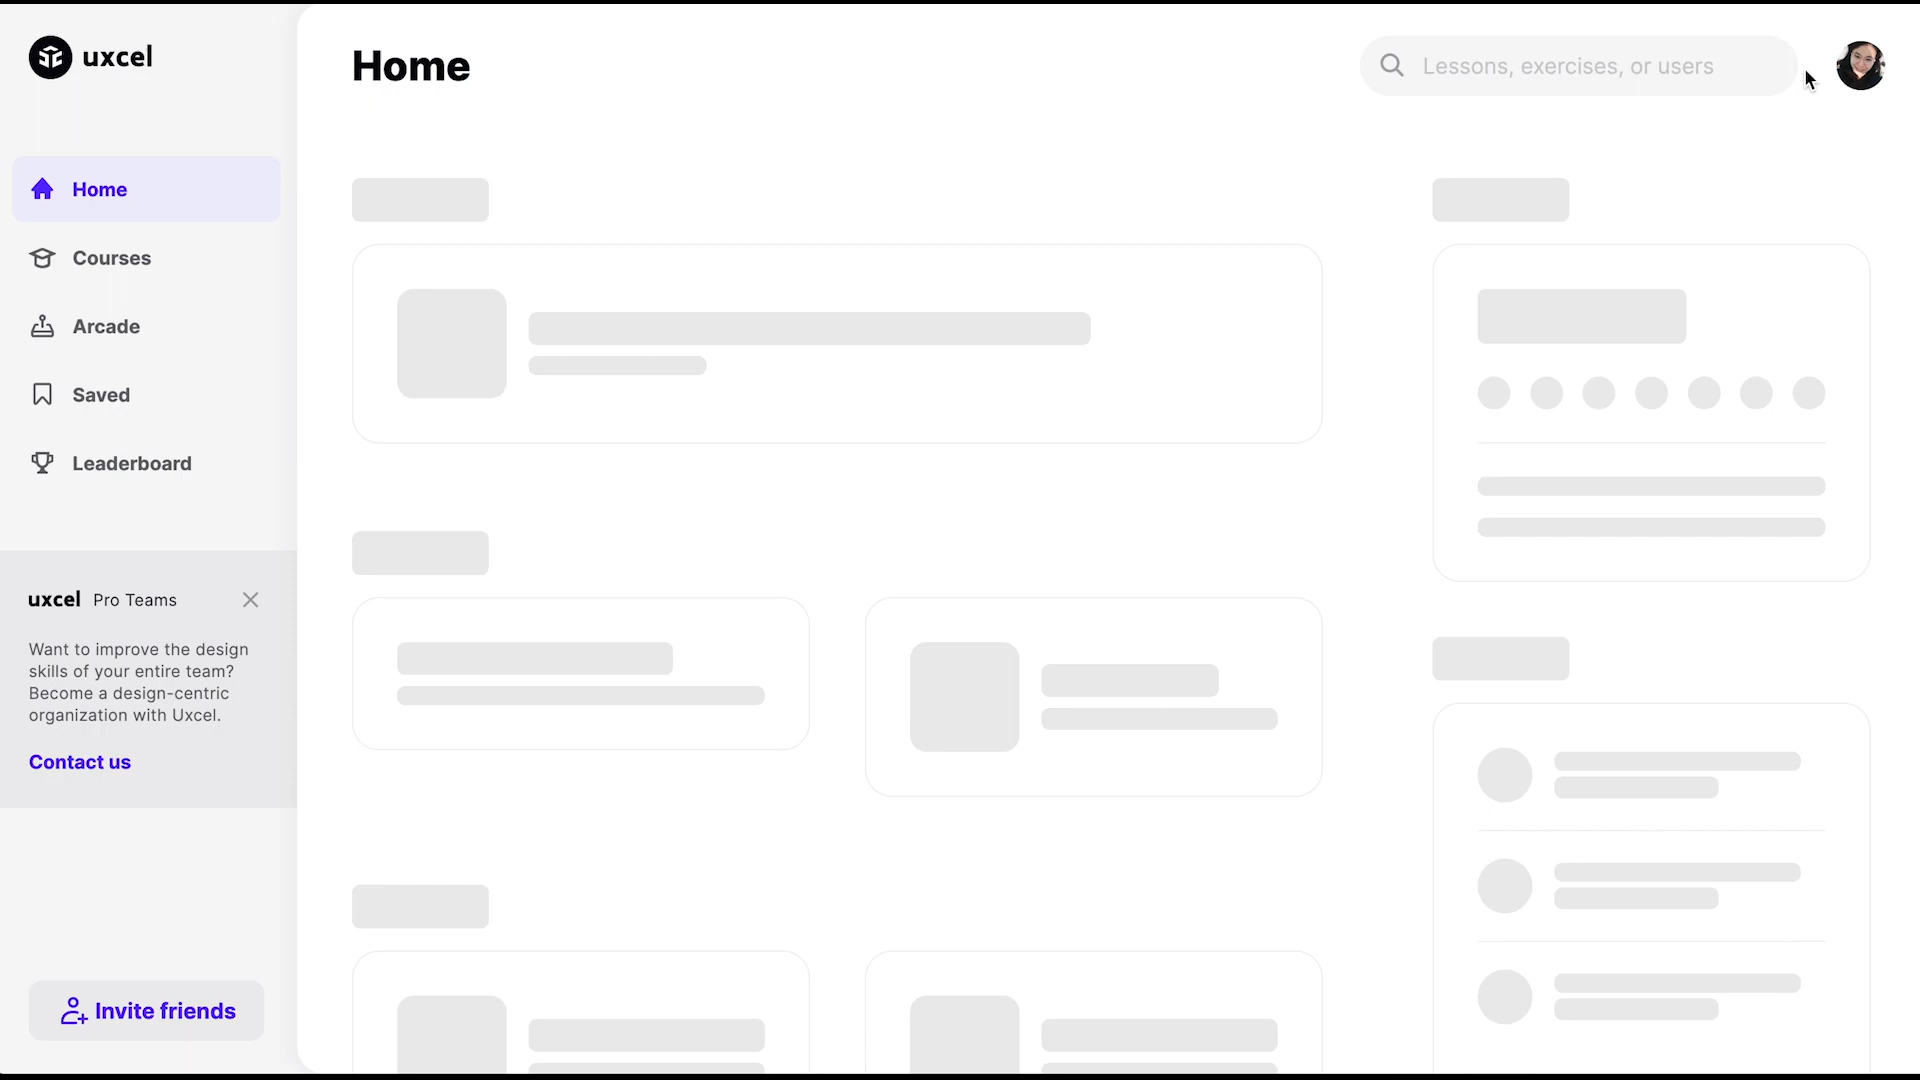 uxcel
Home
Lessons, exercises, or users
Home
Courses
Arcade
Saved
Leaderboard
uxcel Pro Teams
Want to improve the design
skills of your entire team?
Become a design-centric
organization with Uxcel.
Contact us
Invite friends